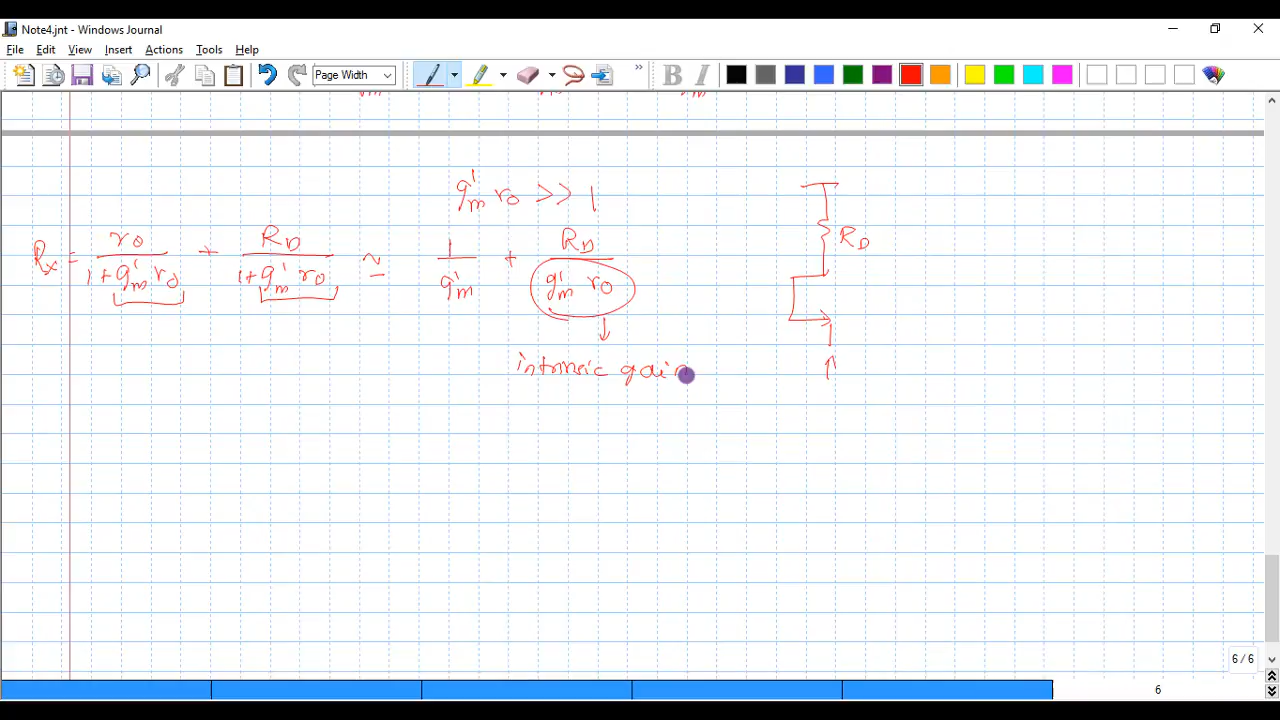 Note4.jnt - Windows Journal
File Edit View Insert Actions Tools Help
Page Width
B I
g'm ro >> 1
Rx = ro / 1+g'm ro + RD / 1+g'm ro ≃ 1 / g'm + RD / g'm ro
RD
intrinsic gain
6 / 6
6